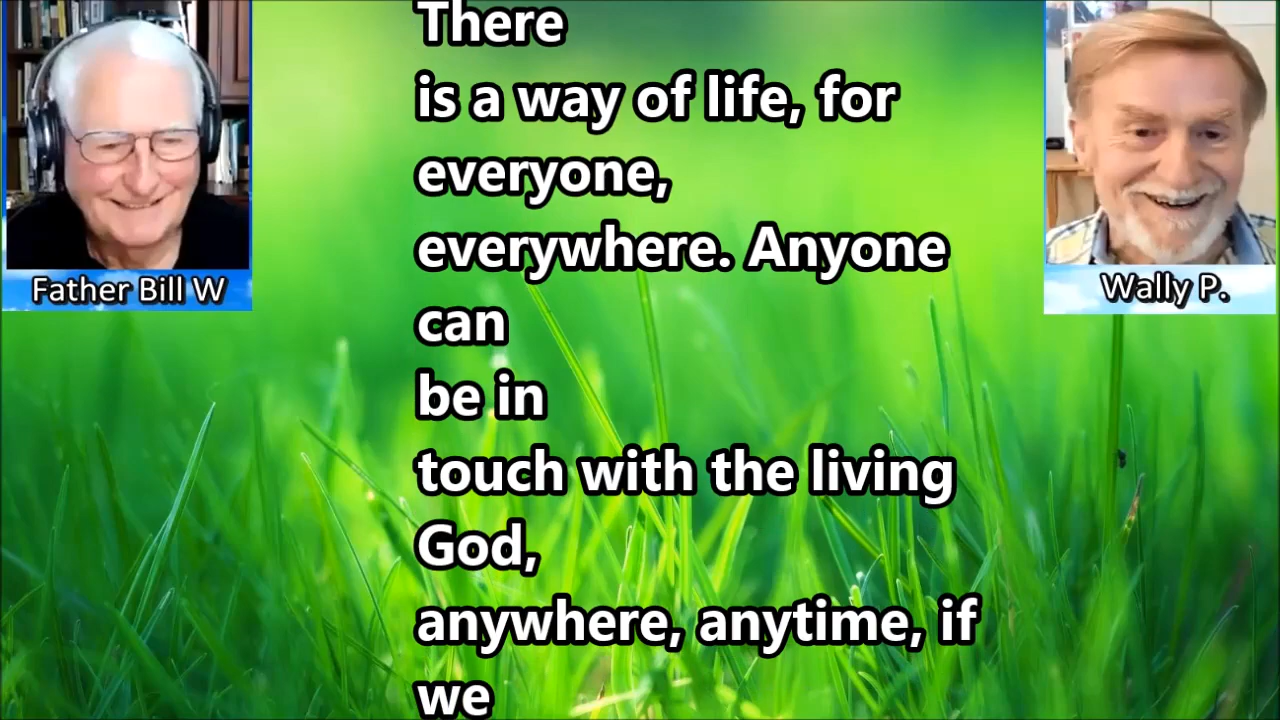 There
is a way of life, for
everyone,
everywhere. Anyone
can
be in
touch with the living
God,
anywhere, anytime, if
we
Father Bill W
Wally P.